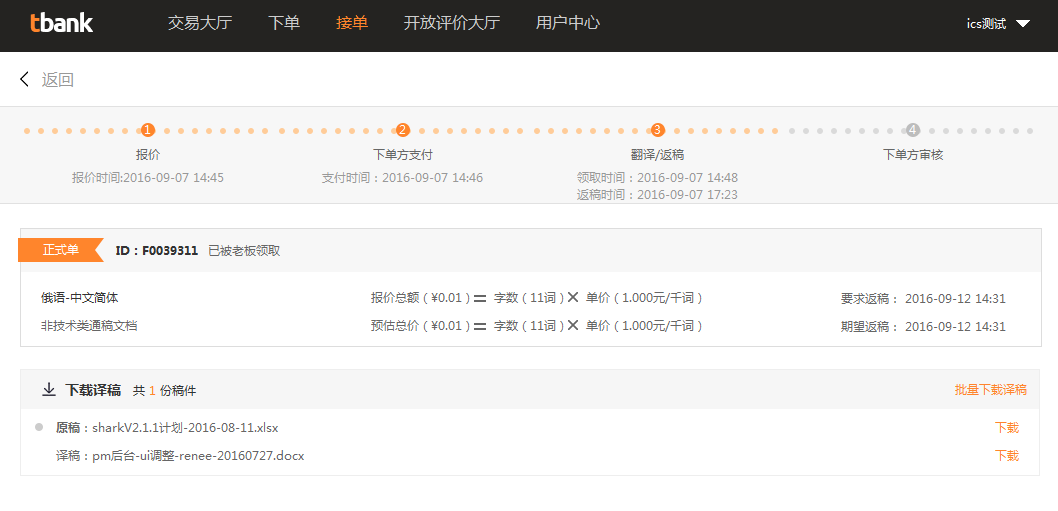 tbank 交易大厅 下单 接单 开放评价大厅 用户中心 ics测试
返回
1 2 3 4
报价 下单方支付 翻译/返稿 下单方审核
报价时间:2016-09-07 14:45 支付时间：2016-09-07 14:46 领取时间：2016-09-07 14:48
返稿时间：2016-09-07 17:23
正式单 ID：F0039311 已被老板领取
俄语-中文简体 报价总额（¥0.01）= 字数（11词）× 单价（1.000元/千词） 要求返稿： 2016-09-12 14:31
非技术类通稿文档 预估总价（¥0.01）= 字数（11词）× 单价（1.000元/千词） 期望返稿： 2016-09-12 14:31
下载译稿 共 1 份稿件 批量下载译稿
原稿：sharkV2.1.1计划-2016-08-11.xlsx 下载
译稿：pm后台-ui调整-renee-20160727.docx 下载